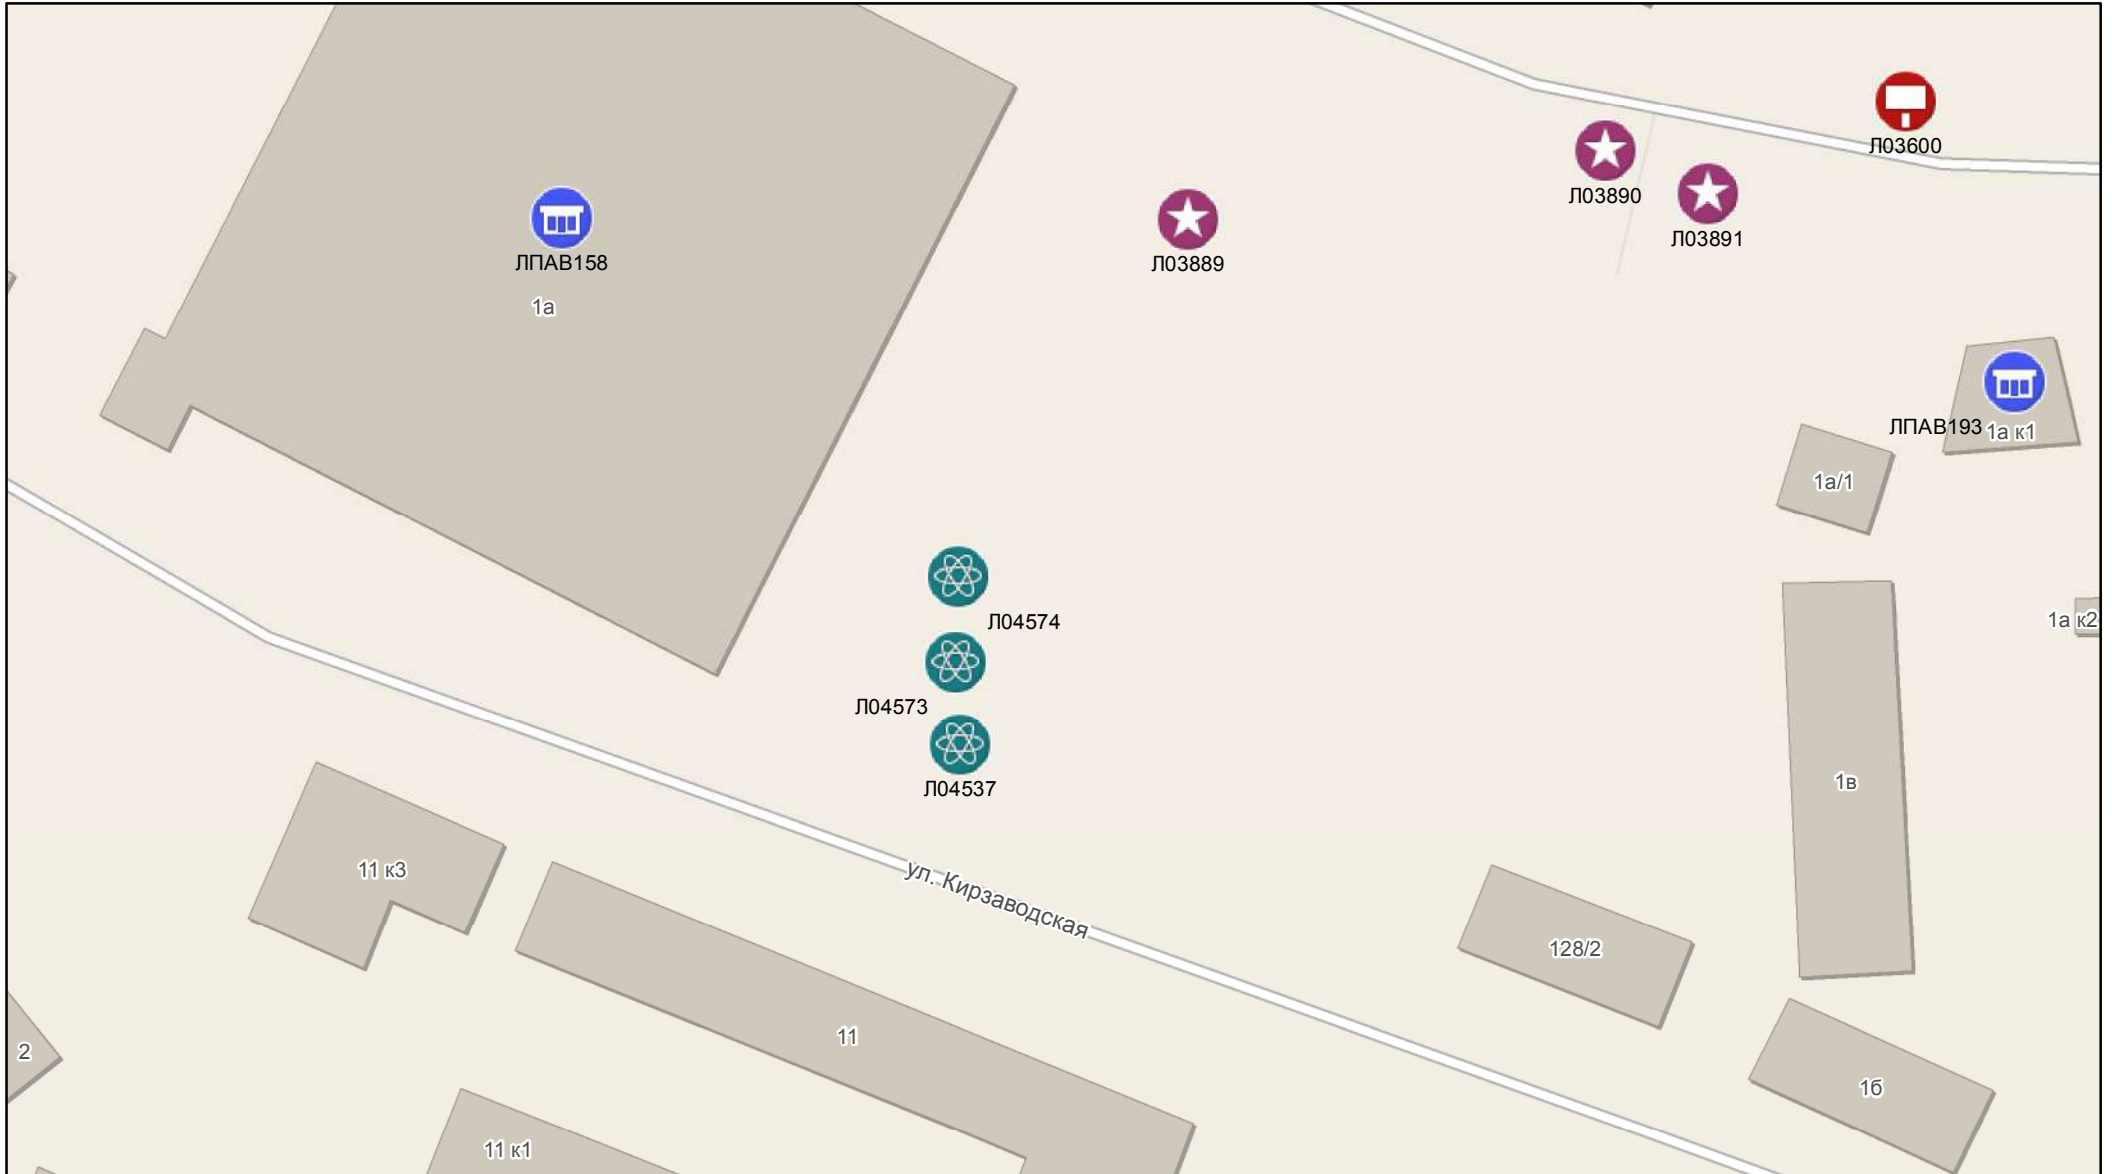 Л03600
Л03890
Л03891
ЛПАВ158
Л03889
1а
ЛПАВ193
1а к1
1а/1
Л04574
1а к2
Л04573
Л04537
1в
11 к3
ул. Кирзаводская
128/2
11
2
1б
11 к1